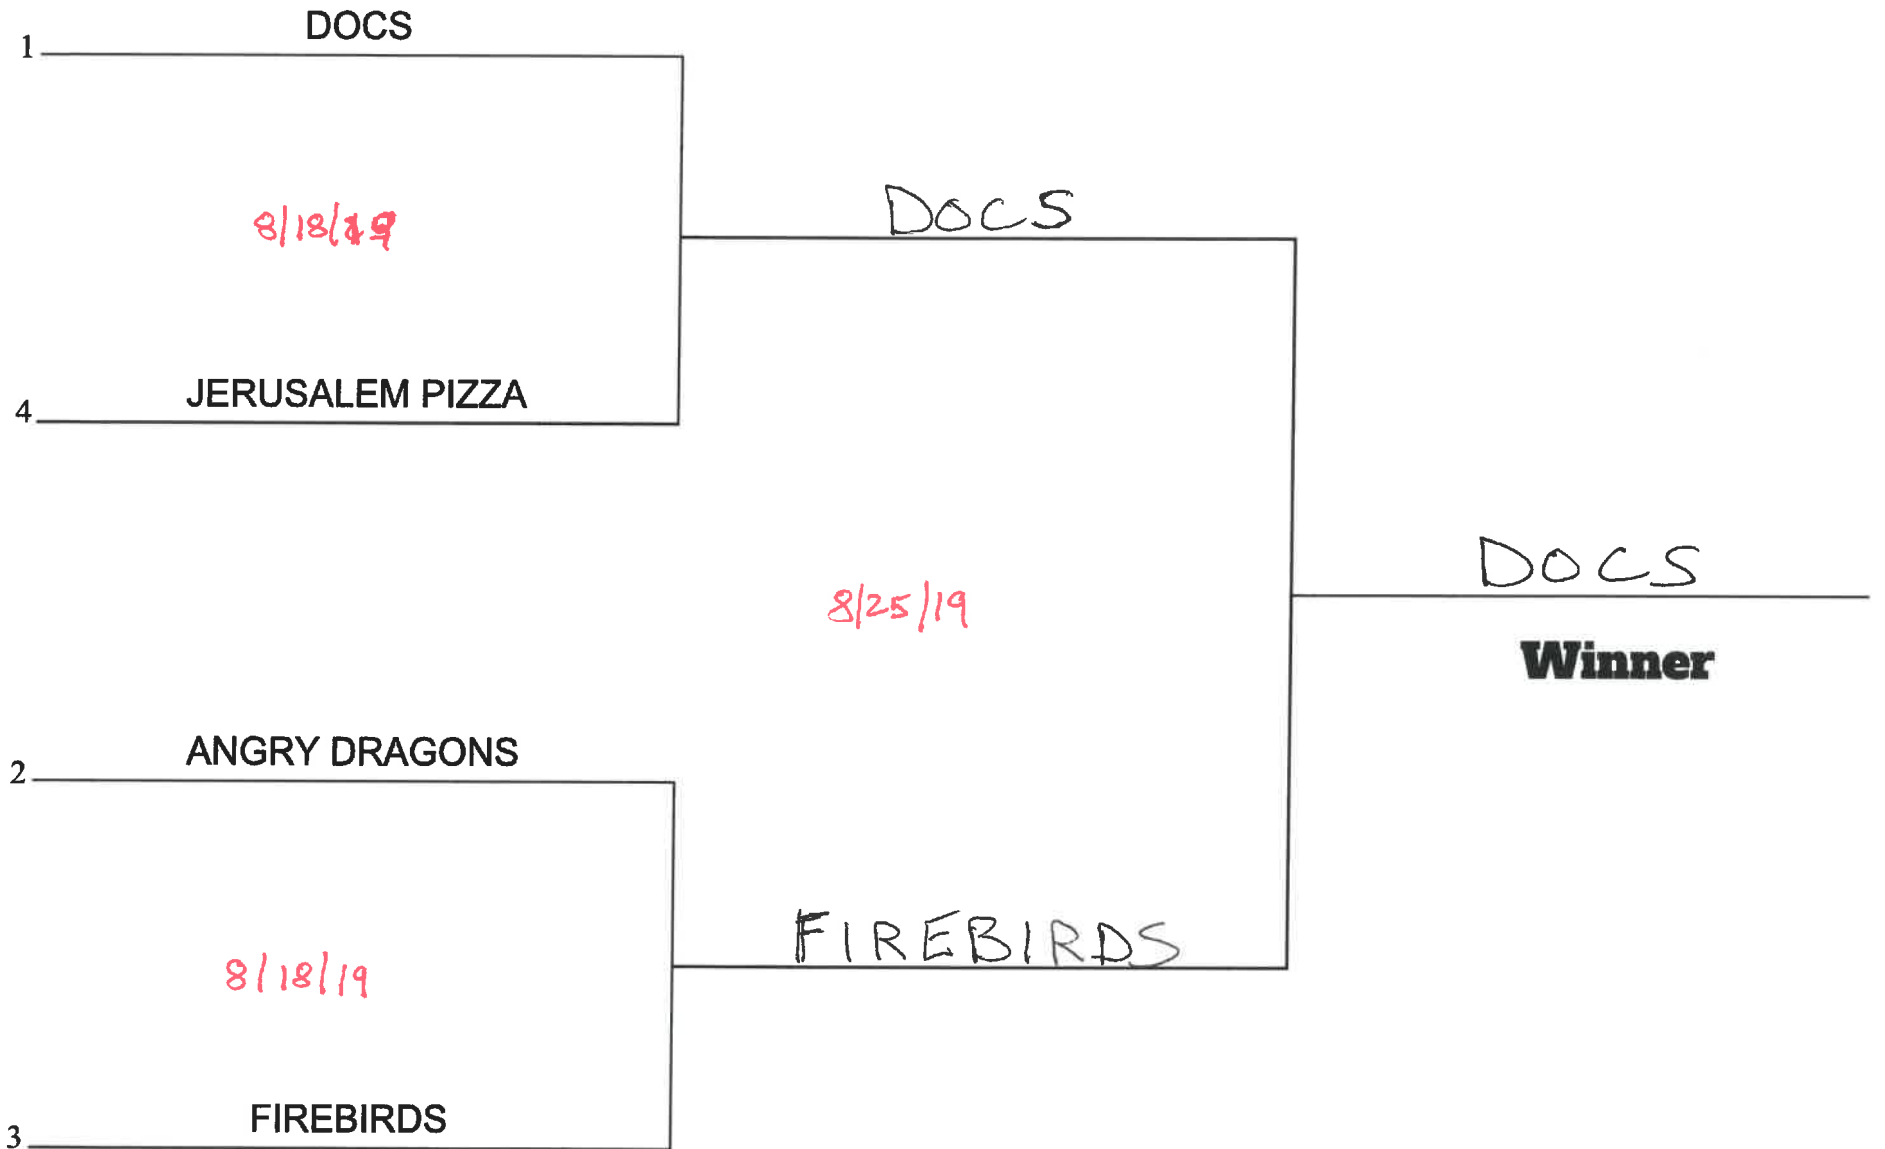 DOCS
1
8/18/19
DOCS
JERUSALEM PIZZA
4
DOCS
8/25/19
Winner
ANGRY DRAGONS
2
FIREBIRDS
8/18/19
FIREBIRDS
3